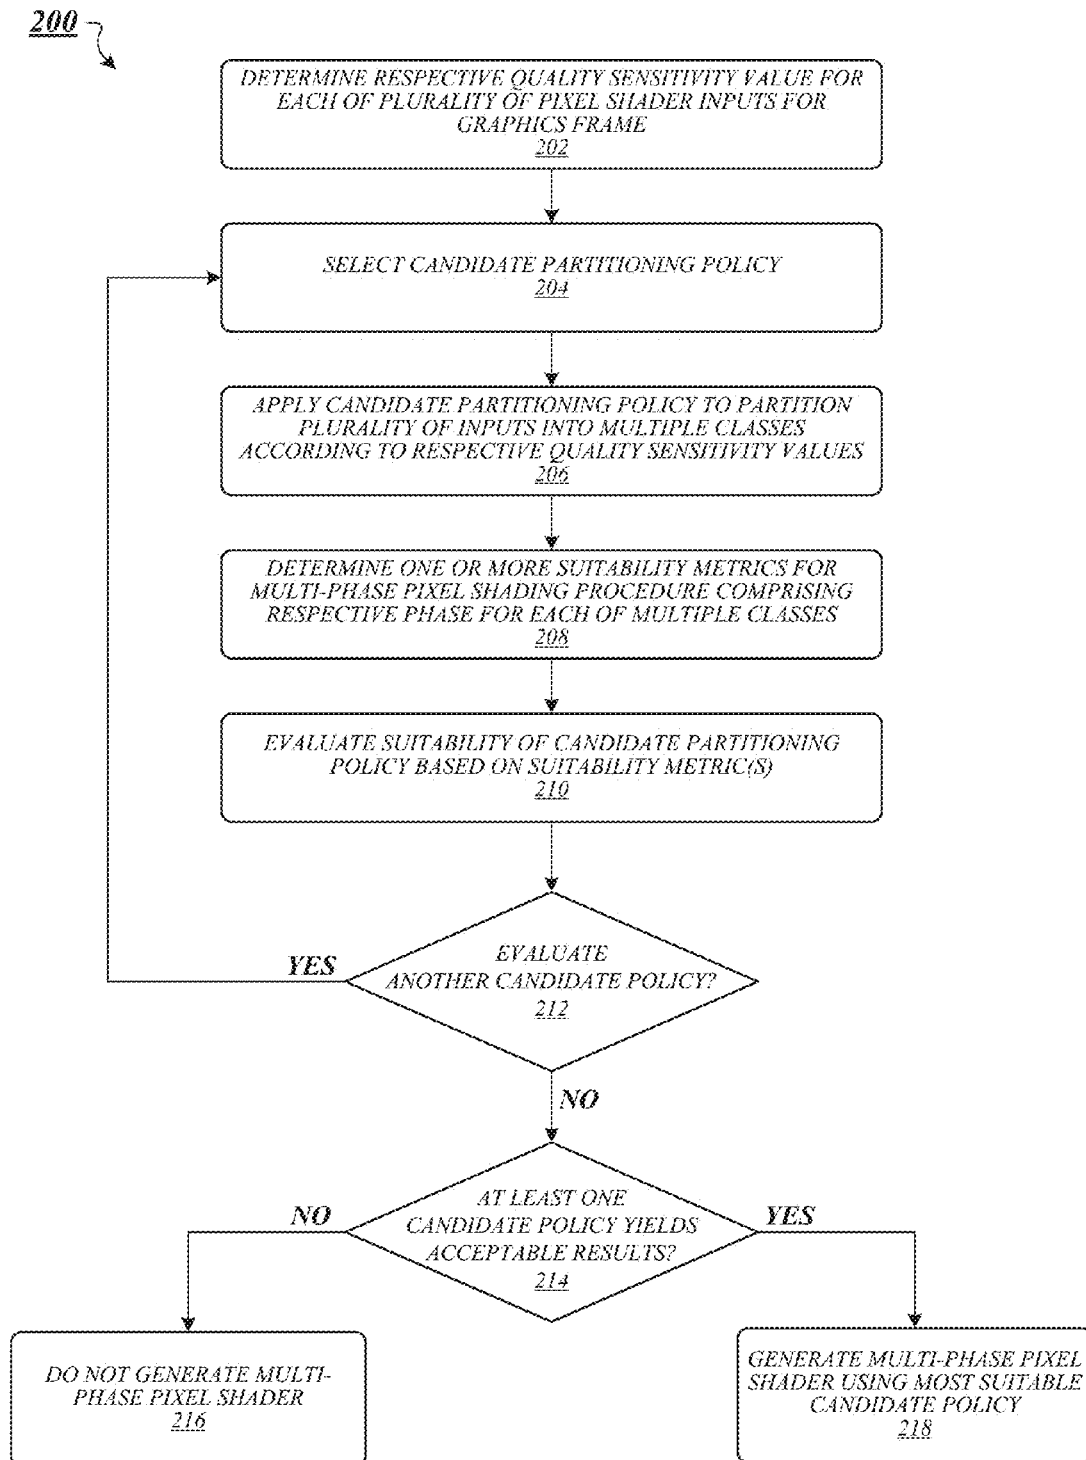 200
DETERMINE RESPECTIVE QUALITY SENSITIVITY VALUE FOR
EACH OF PLURALITY OF PIXEL SHADER INPUTS FOR
GRAPHICS FRAME
202
SELECT CANDIDATE PARTITIONING POLICY
204
APPLY CANDIDATE PARTITIONING POLICY TO PARTITION
PLURALITY OF INPUTS INTO MULTIPLE CLASSES
ACCORDING TO RESPECTIVE QUALITY SENSITIVITY VALUES
206
DETERMINE ONE OR MORE SUITABILITY METRICS FOR
MULTI-PHASE PIXEL SHADING PROCEDURE COMPRISING
RESPECTIVE PHASE FOR EACH OF MULTIPLE CLASSES
208
EVALUATE SUITABILITY OF CANDIDATE PARTITIONING
POLICY BASED ON SUITABILITY METRIC(S)
210
YES
EVALUATE
ANOTHER CANDIDATE POLICY?
212
NO
NO
AT LEAST ONE
CANDIDATE POLICY YIELDS
ACCEPTABLE RESULTS?
214
YES
DO NOT GENERATE MULTI-
PHASE PIXEL SHADER
216
GENERATE MULTI-PHASE PIXEL
SHADER USING MOST SUITABLE
CANDIDATE POLICY
218